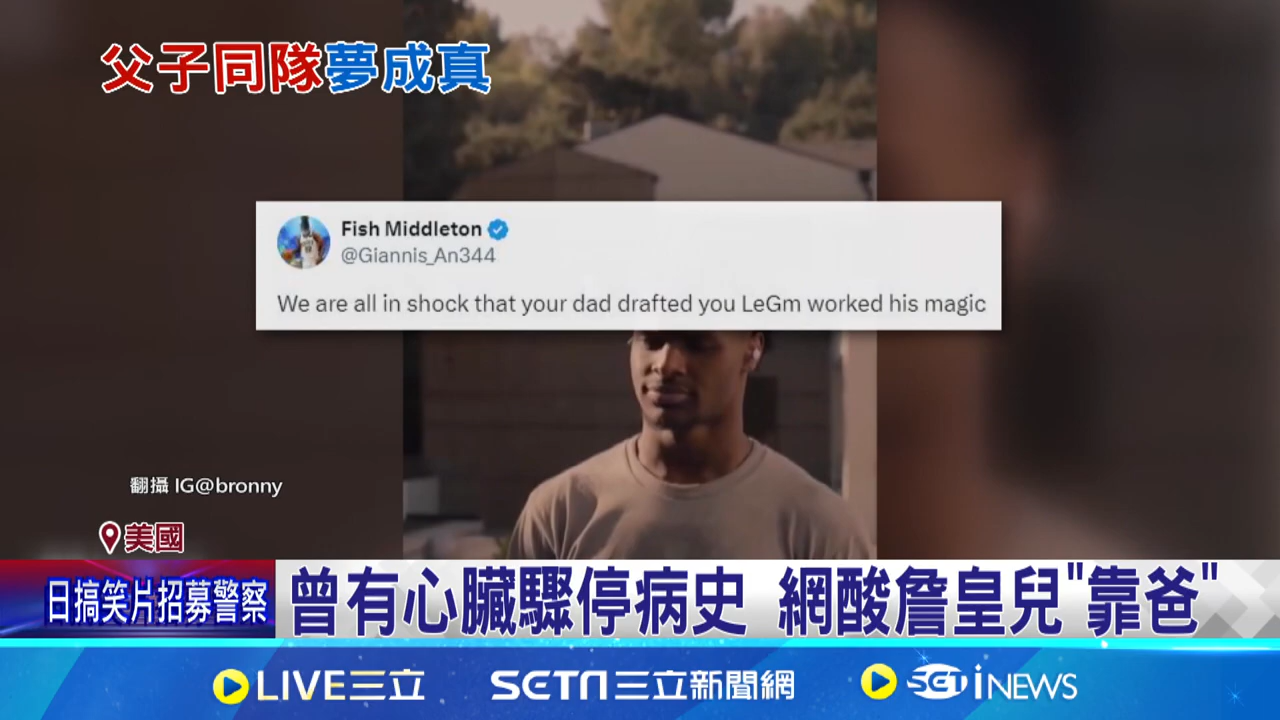 父子同隊夢成真
Fish Middleton
@Giannis_An344
We are all in shock that your dad drafted you LeGm worked his magic
翻攝 IG@bronny
美國
日搞笑片招募警察
曾有心臟驟停病史 網酸詹皇兒"靠爸"
LIVE三立
SETN三立新聞網
SET iNEWS